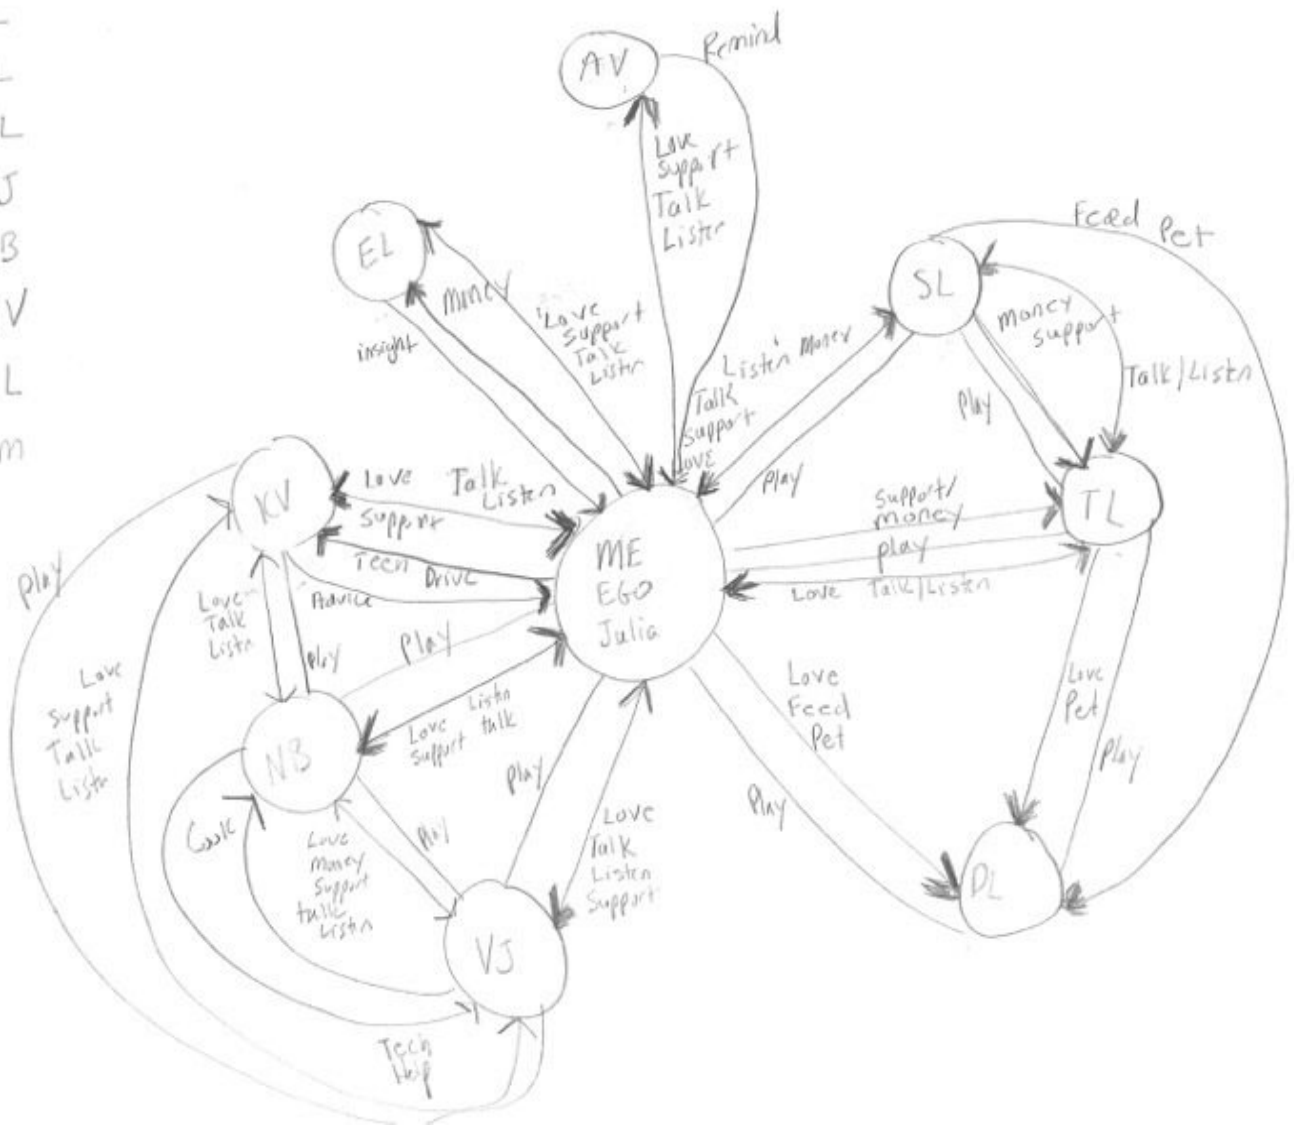 L
J
B
V
L
m
AV
Remind
Love
Support
Talk
Listen
EL
Money
Love
Support
Talk
Listen
insight
SL
Feed Pet
Money
Support
Talk/Listen
Play
Listen Money
Talk
Support
Love
Play
KV
Love
Support
Talk
Listen
Teen Drive
Advice
ME
EGO
Julia
Support/
money
play
Love Talk/Listen
TL
Play
Love
Talk
Listen
Play
Play
Love Listen
Support talk
Love
Support
Talk
Listen
NB
Cook
Love
Money
Support
talk
Listen
Play
Play
Love
Talk
Listen
Support
VJ
Tech
Help
Love
Feed
Pet
Play
Love
Pet
Play
DL